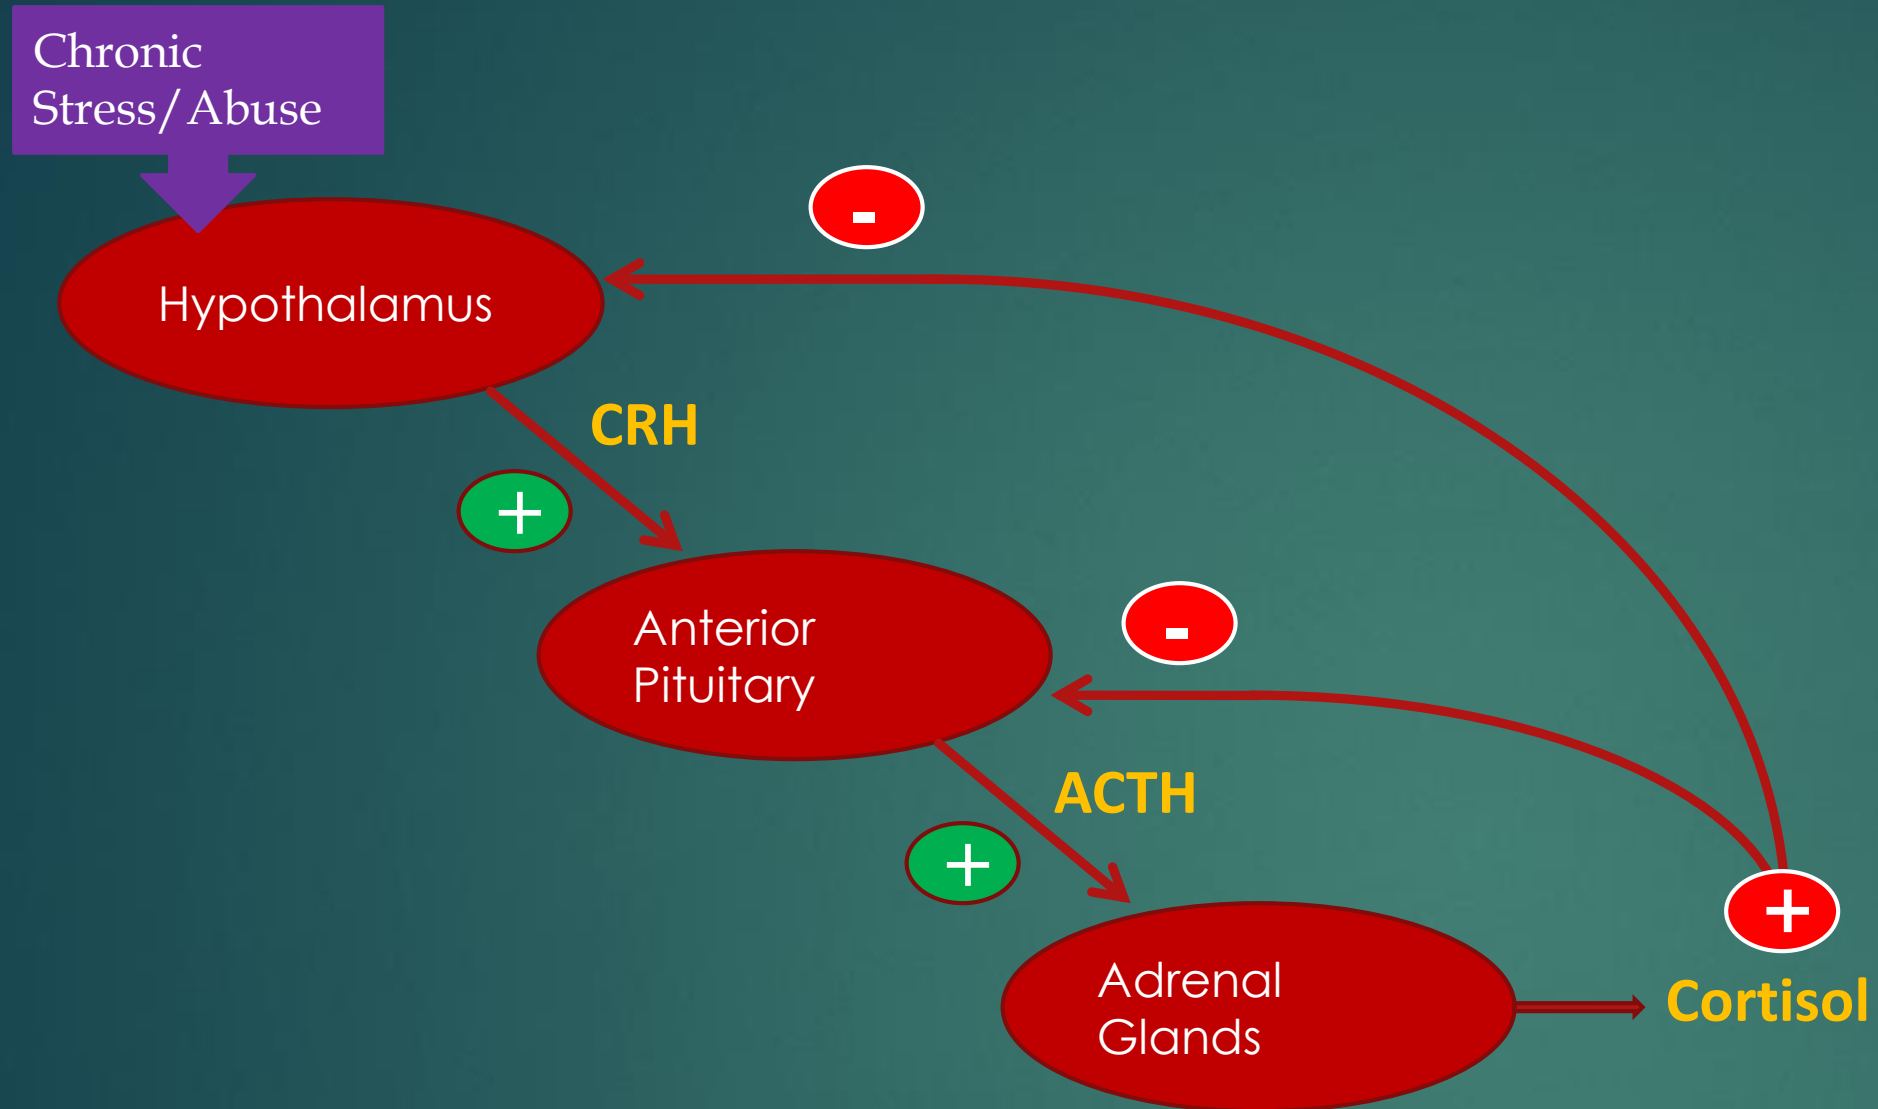 Chronic
Stress/Abuse
-
Hypothalamus
CRH
+
Anterior
Pituitary
-
ACTH
+
Adrenal
Glands
+
Cortisol